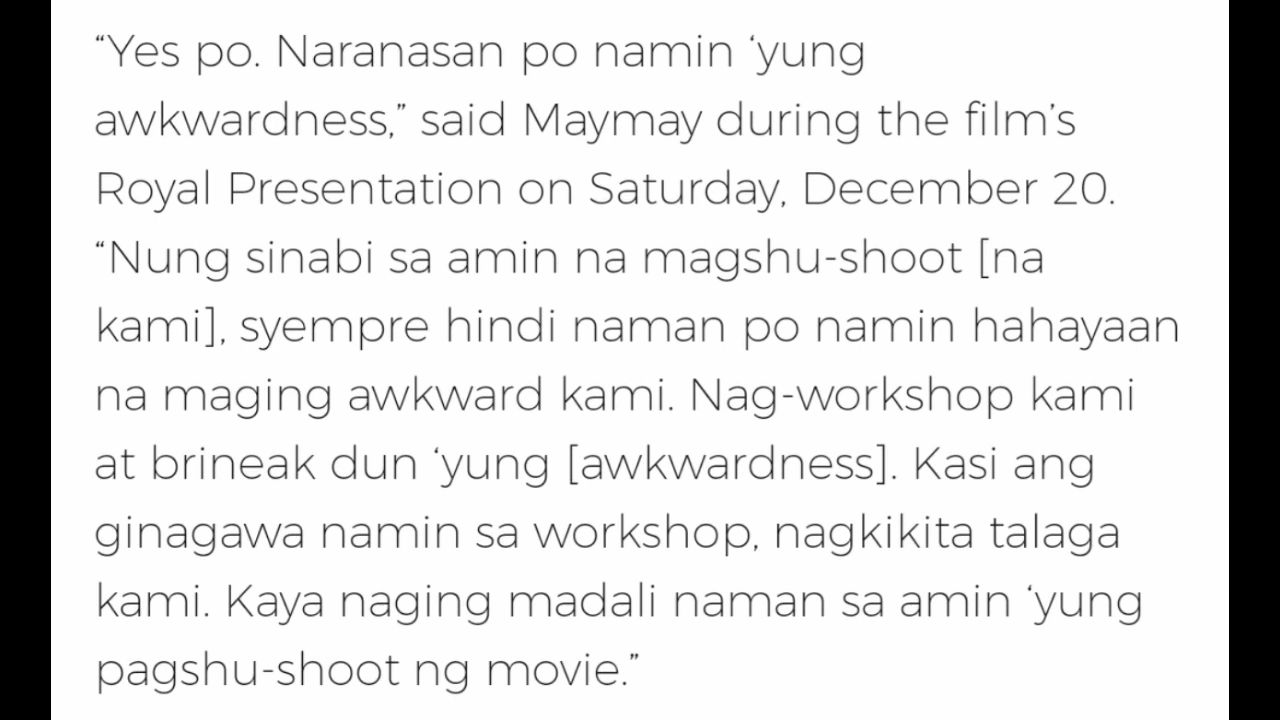 “Yes po. Naranasan po namin ‘yung
awkwardness,” said Maymay during the film’s
Royal Presentation on Saturday, December 20.
“Nung sinabi sa amin na magshu-shoot [na
kami], syempre hindi naman po namin hahayaan
na maging awkward kami. Nag-workshop kami
at brineak dun ‘yung [awkwardness]. Kasi ang
ginagawa namin sa workshop, nagkikita talaga
kami. Kaya naging madali naman sa amin ‘yung
pagshu-shoot ng movie.”